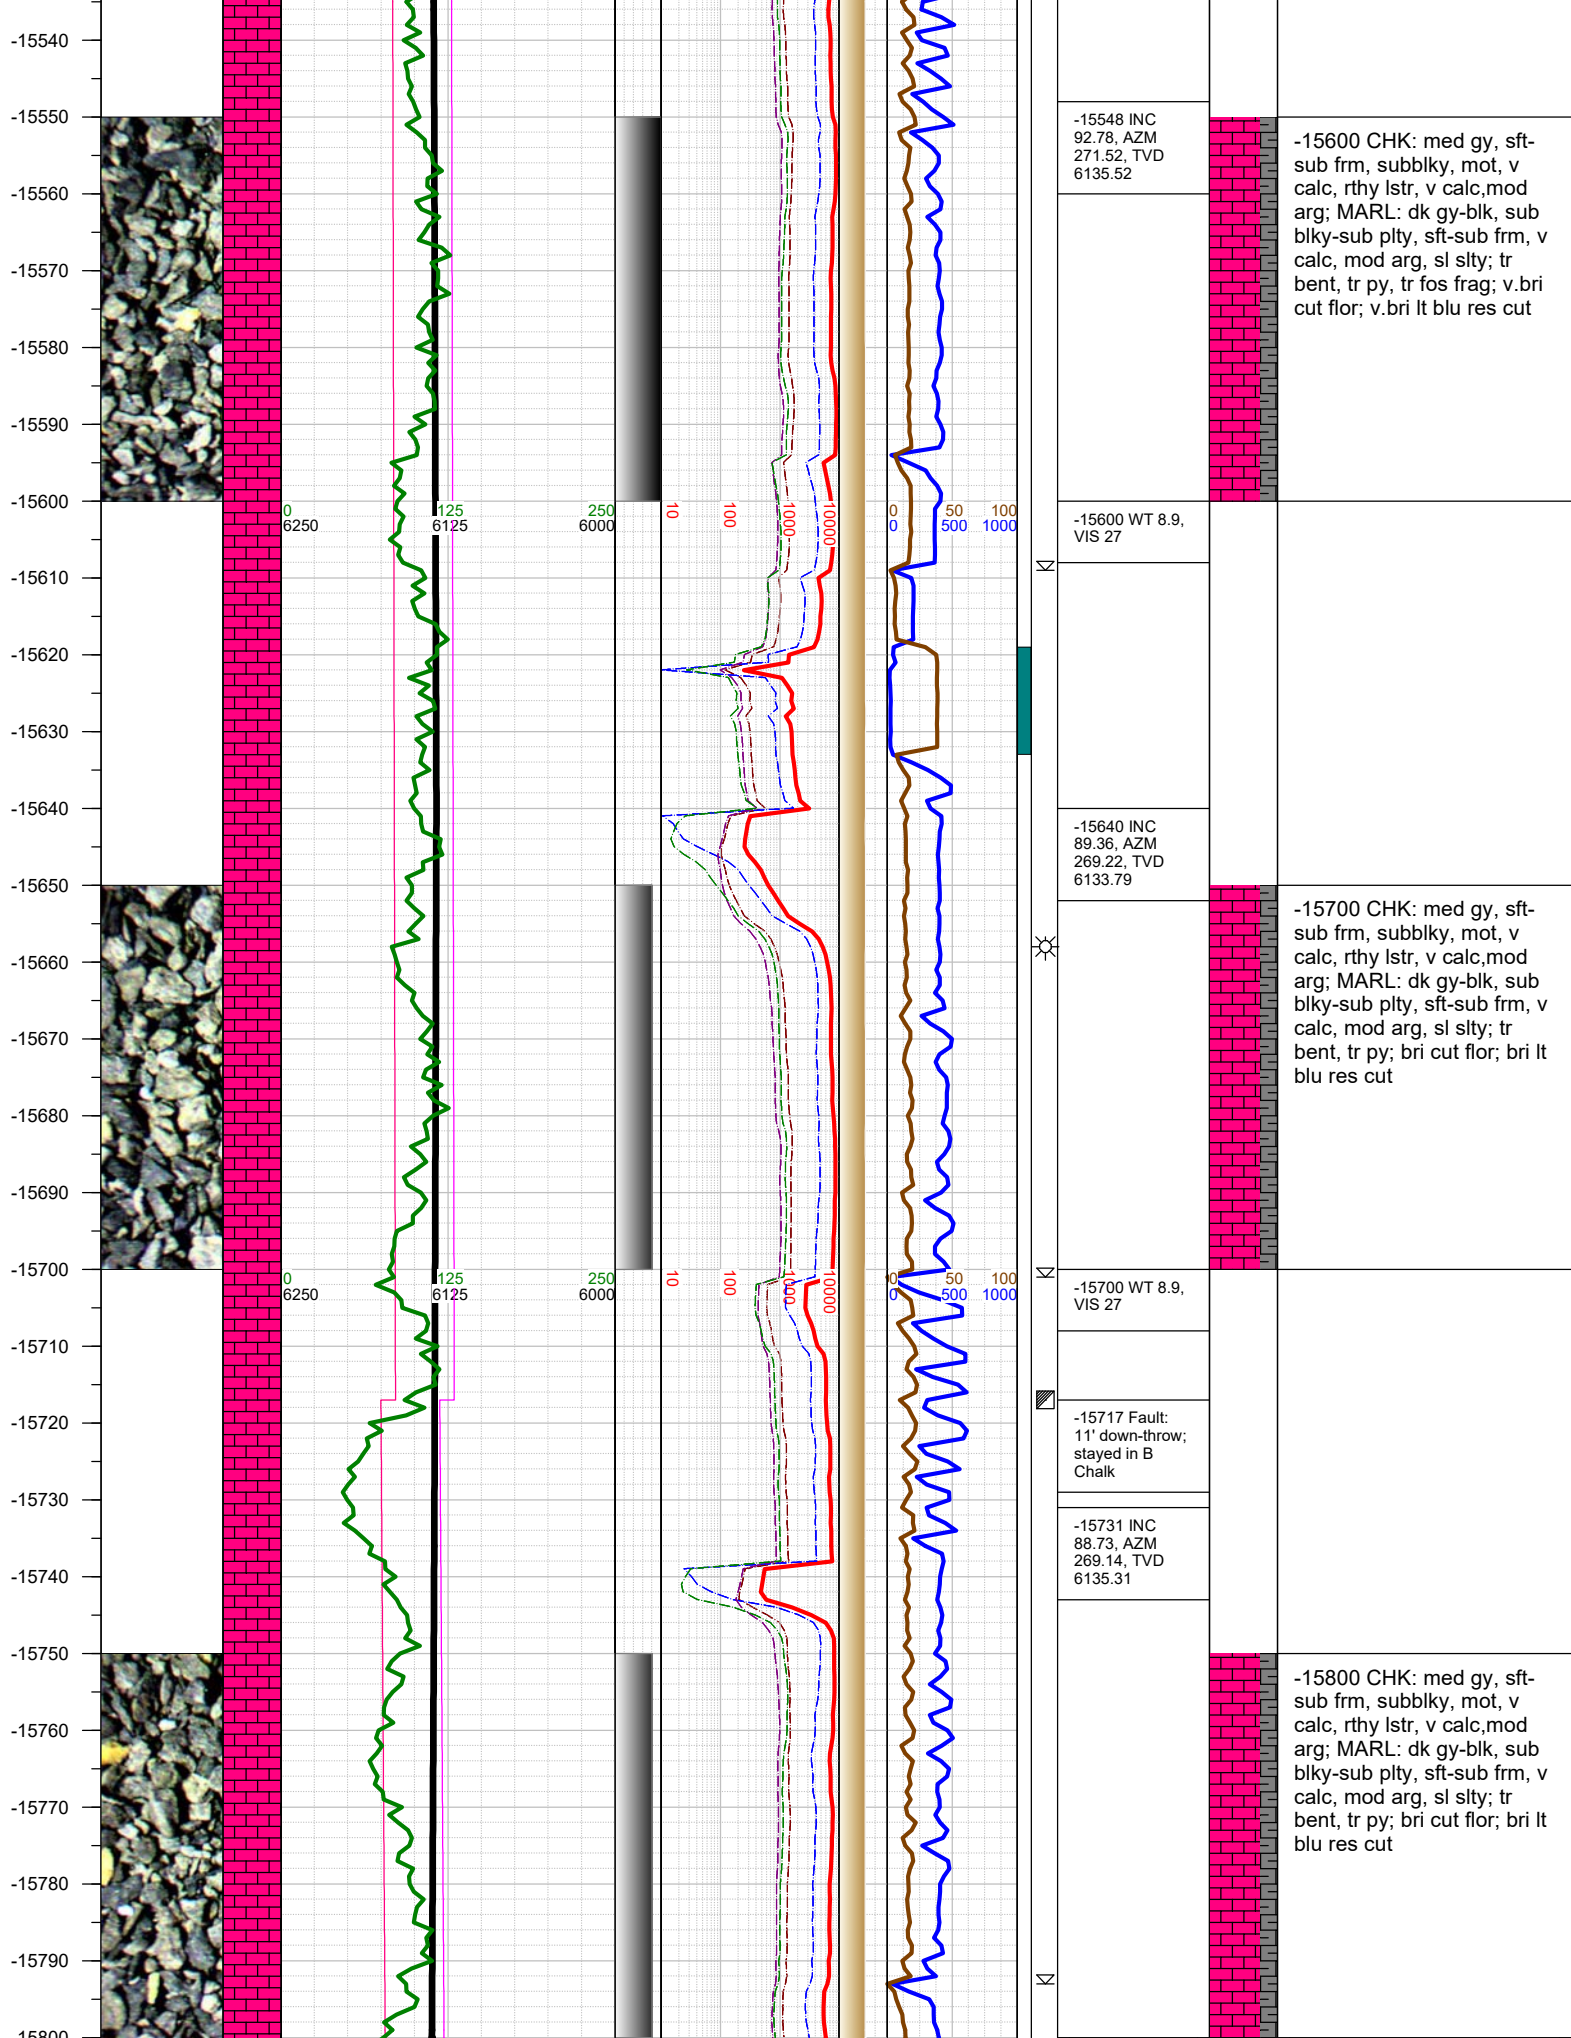 -15540
-15550
-15560
-15570
-15580
-15590
-15600
-15610
-15620
-15630
-15640
-15650
-15660
-15670
-15680
-15690
-15700
-15710
-15720
-15730
-15740
-15750
-15760
-15770
-15780
-15790
-15800
0 125 250
6250 6125 6000
10 100 1000 10000
0 50 100
0 500 1000
0 125 250
6250 6125 6000
10 100 1000 10000
0 50 100
0 500 1000
-15548 INC
92.78, AZM
271.52, TVD
6135.52
-15600 WT 8.9,
VIS 27
-15640 INC
89.36, AZM
269.22, TVD
6133.79
-15700 WT 8.9,
VIS 27
-15717 Fault:
11' down-throw;
stayed in B
Chalk
-15731 INC
88.73, AZM
269.14, TVD
6135.31
-15600 CHK: med gy, sft-
sub frm, subblky, mot, v
calc, rthy lstr, v calc,mod
arg; MARL: dk gy-blk, sub
blky-sub plty, sft-sub frm, v
calc, mod arg, sl slty; tr
bent, tr py, tr fos frag; v.bri
cut flor; v.bri lt blu res cut
-15700 CHK: med gy, sft-
sub frm, subblky, mot, v
calc, rthy lstr, v calc,mod
arg; MARL: dk gy-blk, sub
blky-sub plty, sft-sub frm, v
calc, mod arg, sl slty; tr
bent, tr py; bri cut flor; bri lt
blu res cut
-15800 CHK: med gy, sft-
sub frm, subblky, mot, v
calc, rthy lstr, v calc,mod
arg; MARL: dk gy-blk, sub
blky-sub plty, sft-sub frm, v
calc, mod arg, sl slty; tr
bent, tr py; bri cut flor; bri lt
blu res cut